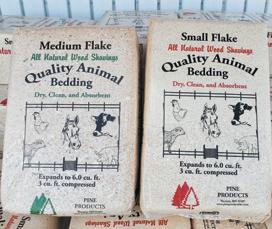 Medium Flake
All Natural Wood Shavings
Quality Animal
Bedding
Dry, Clean, and Absorbent
Expands to 6.0 cu. ft.
3 cu. ft. compressed
PINE
PRODUCTS
Small Flake
All Natural Wood Shavings
Quality Animal
Bedding
Dry, Clean, and Absorbent
Expands to 6.0 cu. ft.
3 cu. ft. compressed
PINE
PRODUCTS